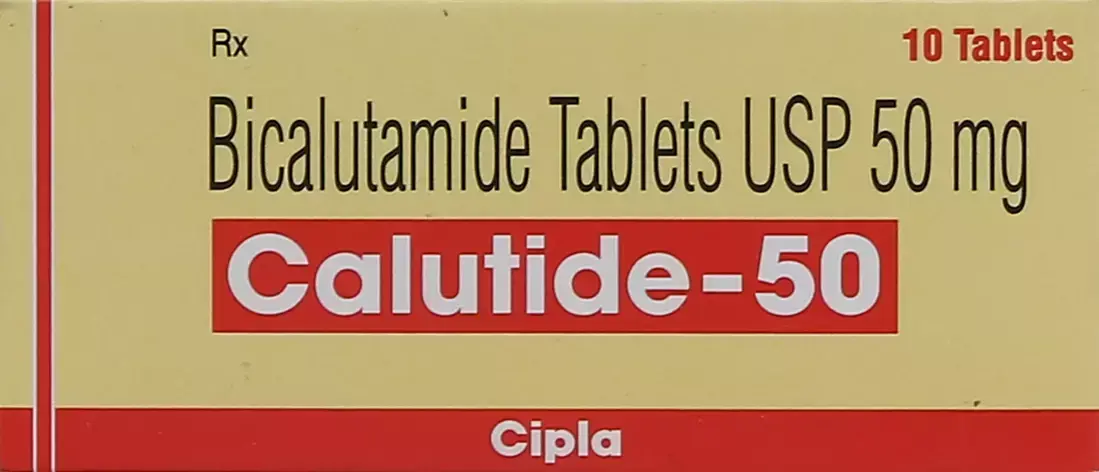 Rx
10 Tablets
Bicalutamide Tablets USP 50 mg
Calutide-50
Cipla